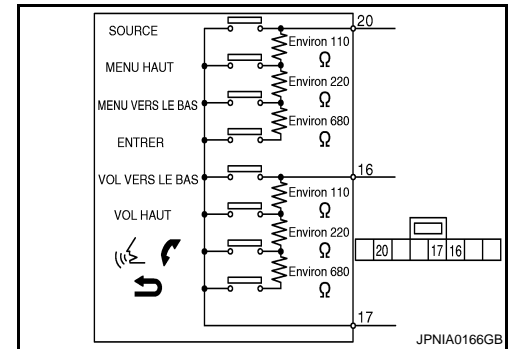 SOURCE
20
Environ 110
Ω
MENU HAUT
Environ 220
Ω
MENU VERS LE BAS
Environ 680
Ω
ENTRER
VOL VERS LE BAS
16
Environ 110
Ω
VOL HAUT
Environ 220
Ω
20 17 16
Environ 680
Ω
17
JPNIA0166GB